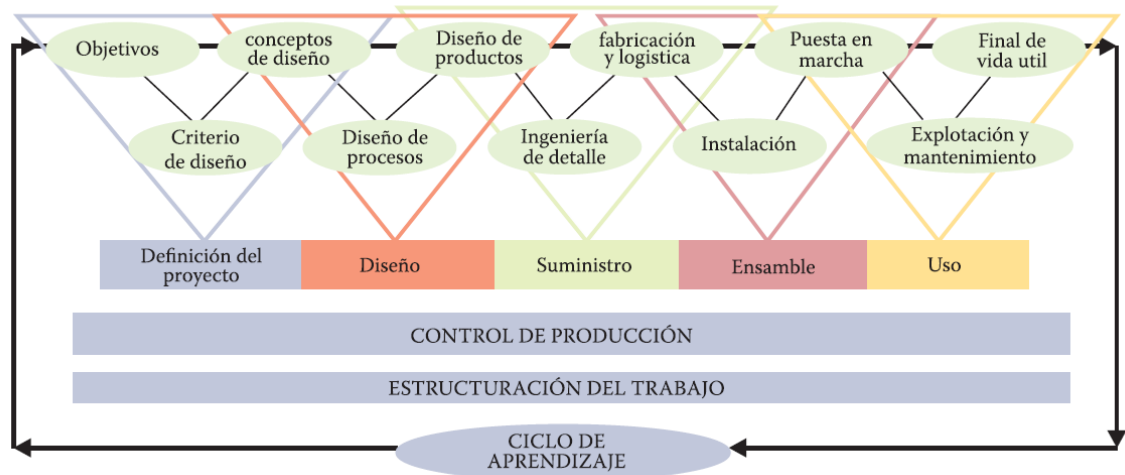 Objetivos
conceptos
de diseño
Diseño de
productos
fabricación
y logistica
Puesta en
marcha
Final de
vida util
Criterio
de diseño
Diseño de
procesos
Ingeniería
de detalle
Instalación
Explotación y
mantenimiento
Definición del
proyecto
Diseño
Suministro
Ensamble
Uso
CONTROL DE PRODUCCIÓN
ESTRUCTURACIÓN DEL TRABAJO
CICLO DE
APRENDIZAJE